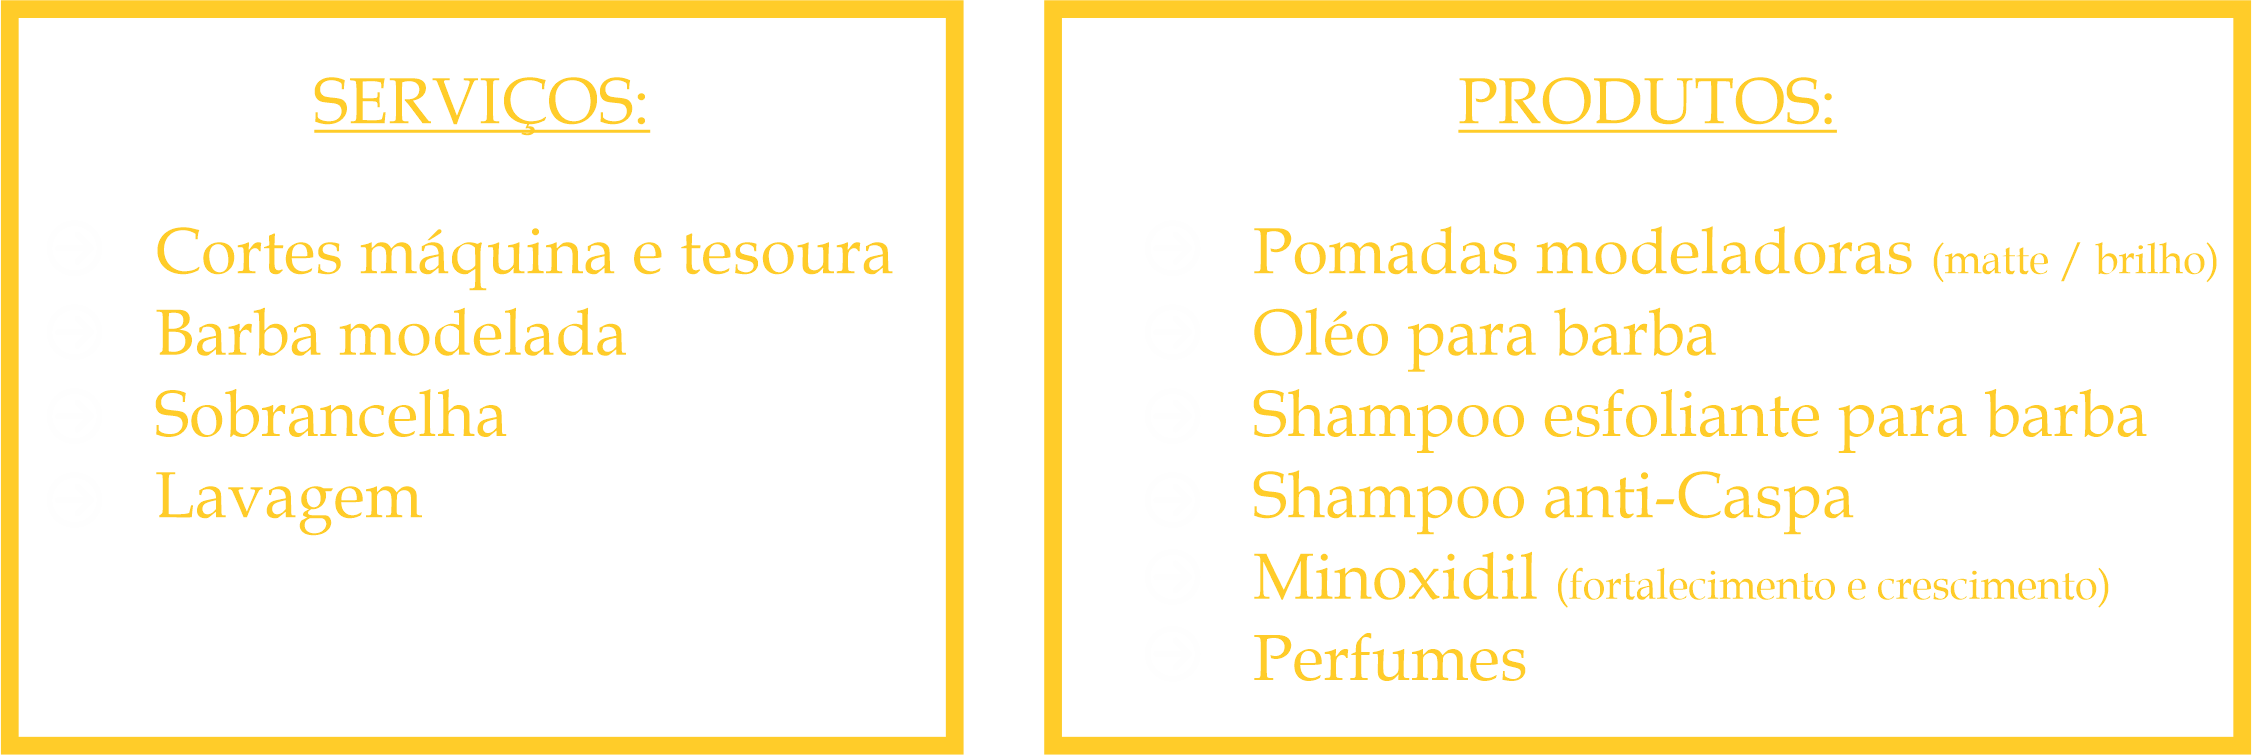 SERVIÇOS:
Cortes máquina e tesoura
Barba modelada
Sobrancelha
Lavagem
PRODUTOS:
Pomadas modeladoras (matte / brilho)
Oléo para barba
Shampoo esfoliante para barba
Shampoo anti-Caspa
Minoxidil (fortalecimento e crescimento)
Perfumes